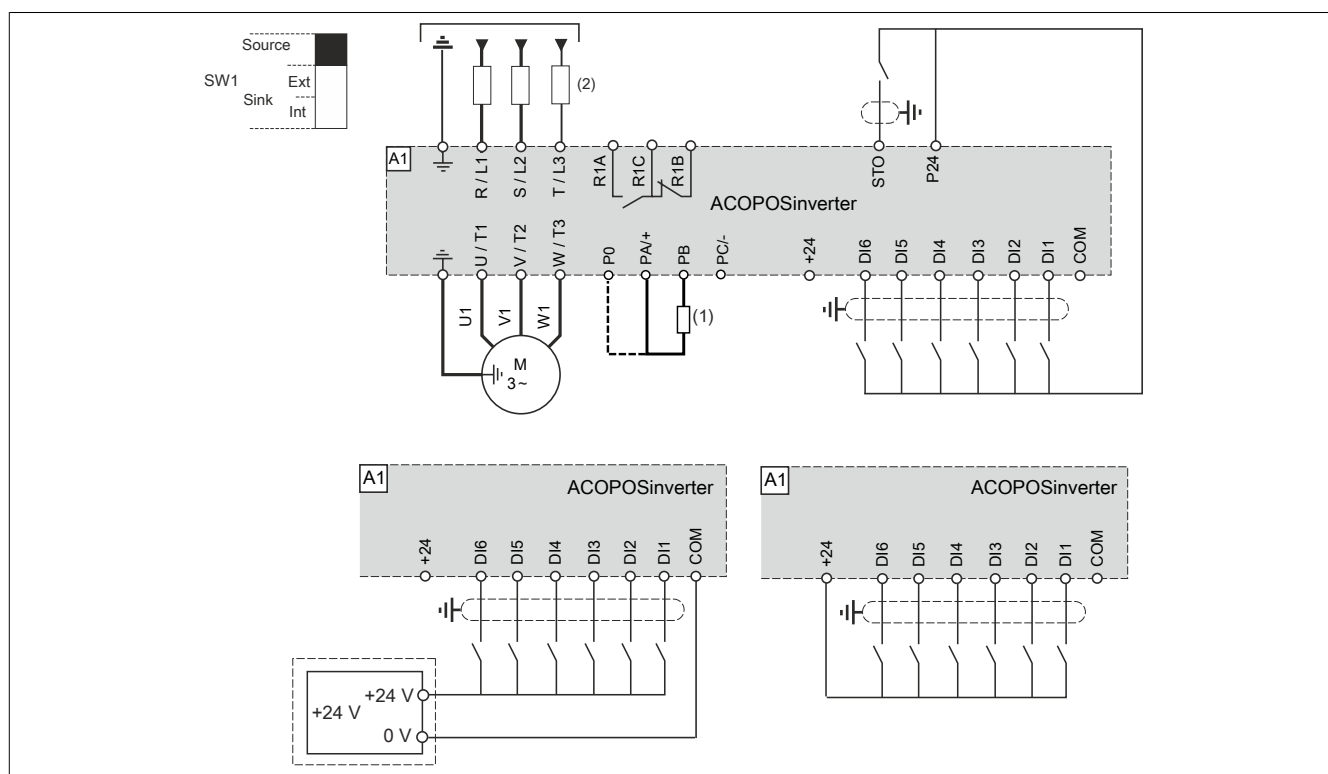 Source
SW1
Ext
Sink
Int
(2)
A1
R / L1
S / L2
T / L3
R1A
R1C
R1B
STO
P24
ACOPOSinverter
U / T1
V / T2
W / T3
P0
PA/+
PB
PC/-
+24
DI6
DI5
DI4
DI3
DI2
DI1
COM
U1
V1
W1
(1)
M
3~
A1
ACOPOSinverter
+24
DI6
DI5
DI4
DI3
DI2
DI1
COM
+24 V
+24 V
0 V
A1
ACOPOSinverter
+24
DI6
DI5
DI4
DI3
DI2
DI1
COM